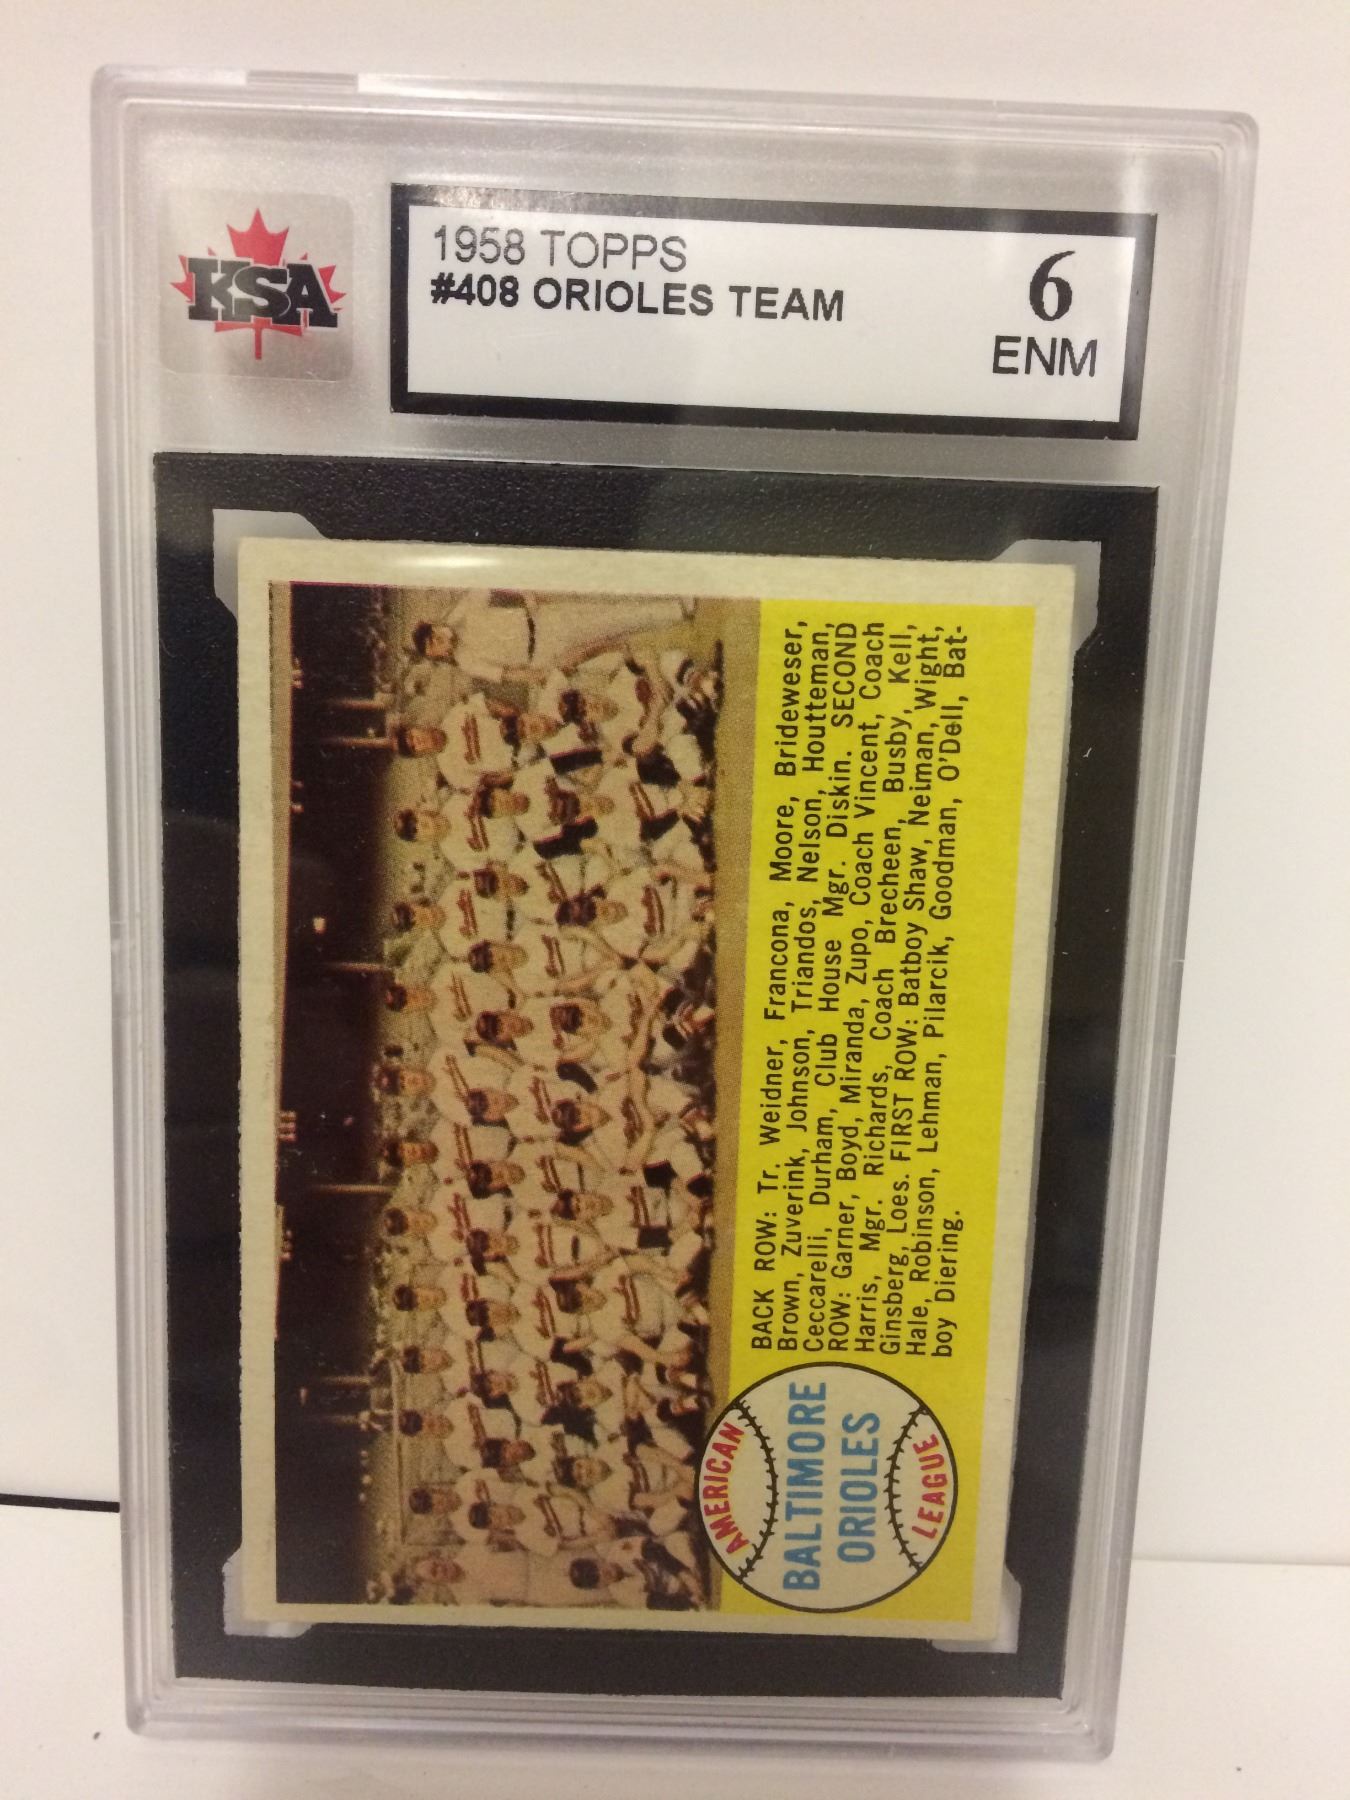 KSA
1958 TOPPS
#408 ORIOLES TEAM
6
ENM
BACK ROW: Tr. Weidner, Francona, Moore, Brideweser,
Brown, Zuverink, Johnson, Triandos, Nelson, Houtteman,
Ceccarelli, Durham, Club House Mgr. Diskin. SECOND
ROW: Garner, Boyd, Miranda, Zupo, Coach Vincent, Coach
Harris, Mgr. Richards, Coach Brecheen, Busby, Kell,
Ginsberg, Loes. FIRST ROW: Batboy Shaw, Neiman, Wight,
Hale, Robinson, Lehman, Pilarcik, Goodman, O'Dell, Bat-
boy Diering.
AMERICAN
BALTIMORE
ORIOLES
LEAGUE